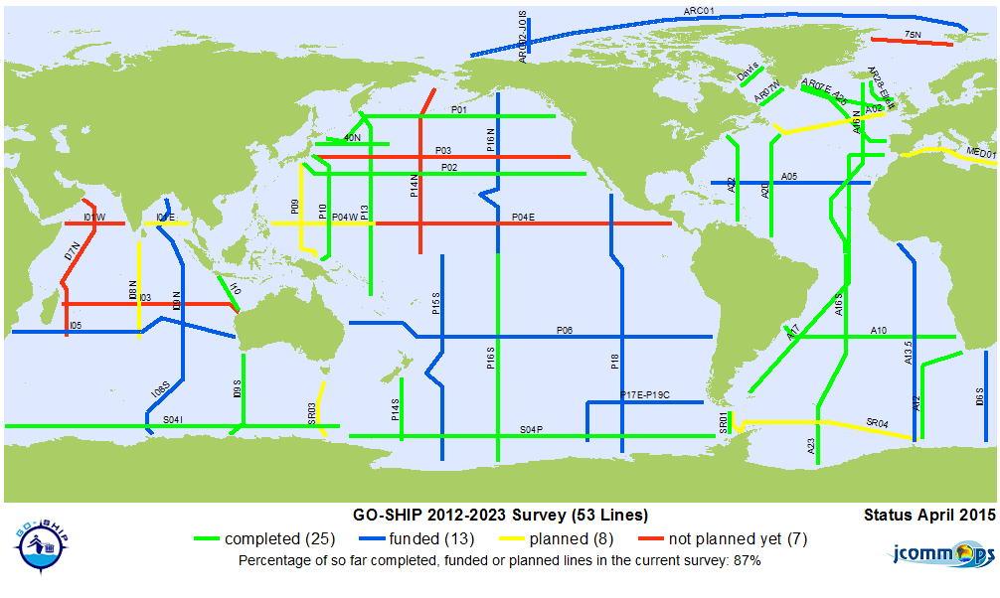 ARC01
ARC02-JOIS
75N
Davis
AR07W
AR07E-A25
AR28-Ellett
A02
A16N
MED01
P01
P16N
40N
P03
P02
P14N
A22
A20
A05
P09
P10
P04W
P13
P04E
I01W
I01E
I07N
I08N
I09N
I10
I03
I05
P15S
P06
P16S
P18
A16S
A17
A10
A13.5
I08S
I09S
S04I
SR03
P14S
P17E-P19C
S04P
SR01
SR04
A23
A12
I06S
GO-SHIP
GO-SHIP 2012-2023 Survey (53 Lines)
Status April 2015
completed (25) funded (13) planned (8) not planned yet (7)
Percentage of so far completed, funded or planned lines in the current survey: 87%
jcommops